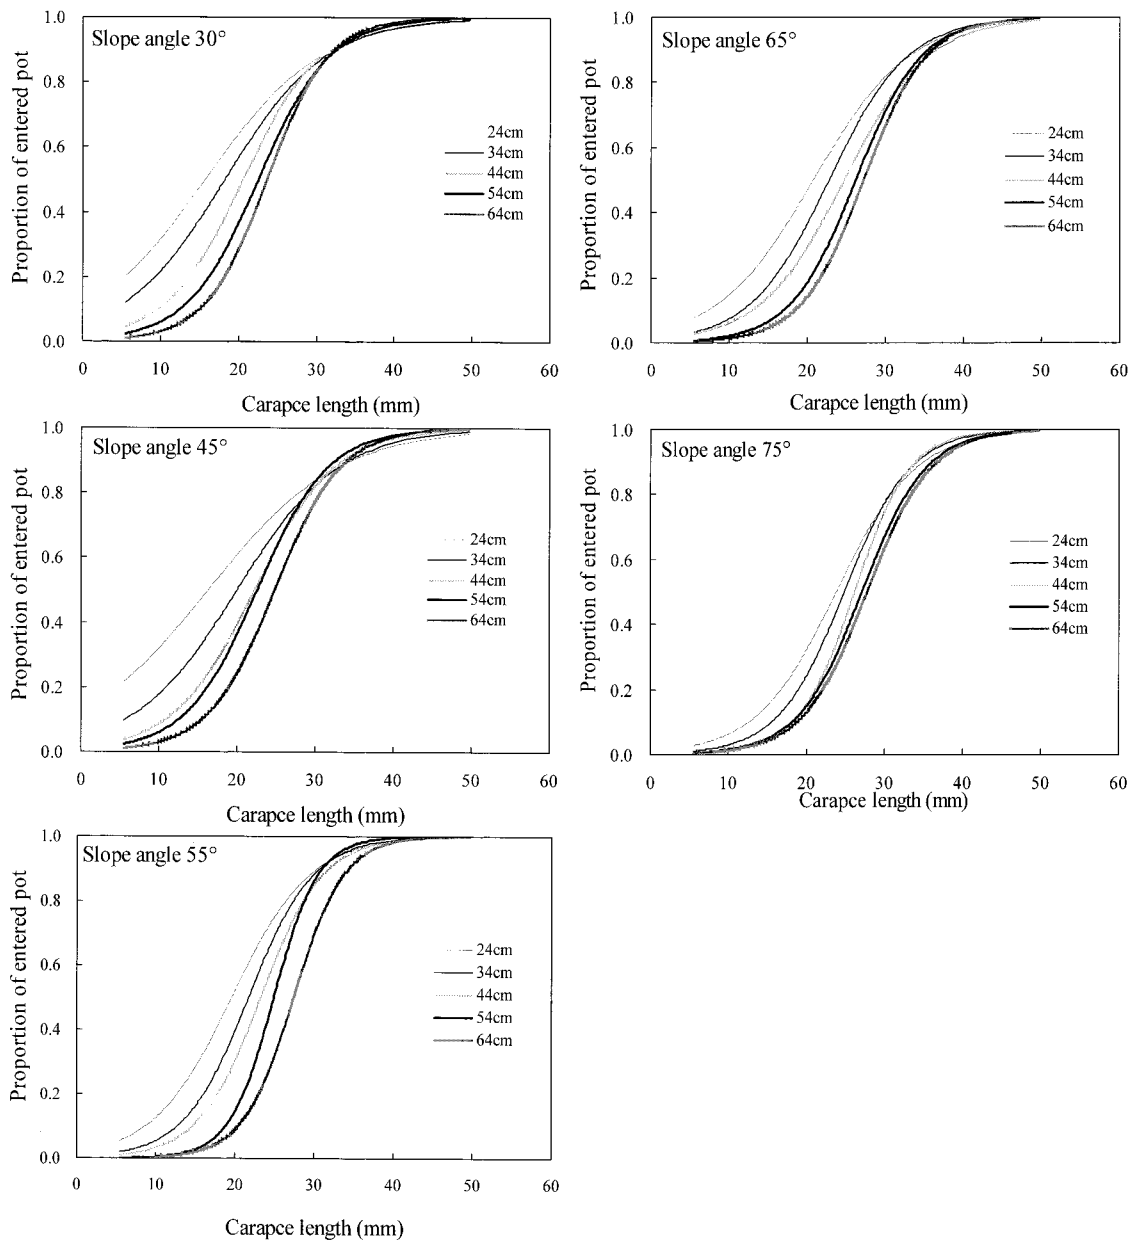 Slope angle 30°
Proportion of entered pot
1.0
0.8
0.6
0.4
0.2
0.0
24cm
34cm
44cm
54cm
64cm
0 10 20 30 40 50 60
Carapce length (mm)
Slope angle 65°
Proportion of entered pot
1.0
0.8
0.6
0.4
0.2
0.0
24cm
34cm
44cm
54cm
64cm
0 10 20 30 40 50 60
Carapce length (mm)
Slope angle 45°
Proportion of entered pot
1.0
0.8
0.6
0.4
0.2
0.0
24cm
34cm
44cm
54cm
64cm
0 10 20 30 40 50 60
Carapce length (mm)
Slope angle 75°
Proportion of entered pot
1.0
0.8
0.6
0.4
0.2
0.0
24cm
34cm
44cm
54cm
64cm
0 10 20 30 40 50 60
Carapce length (mm)
Slope angle 55°
Proportion of entered pot
1.0
0.8
0.6
0.4
0.2
0.0
24cm
34cm
44cm
54cm
64cm
0 10 20 30 40 50 60
Carapce length (mm)